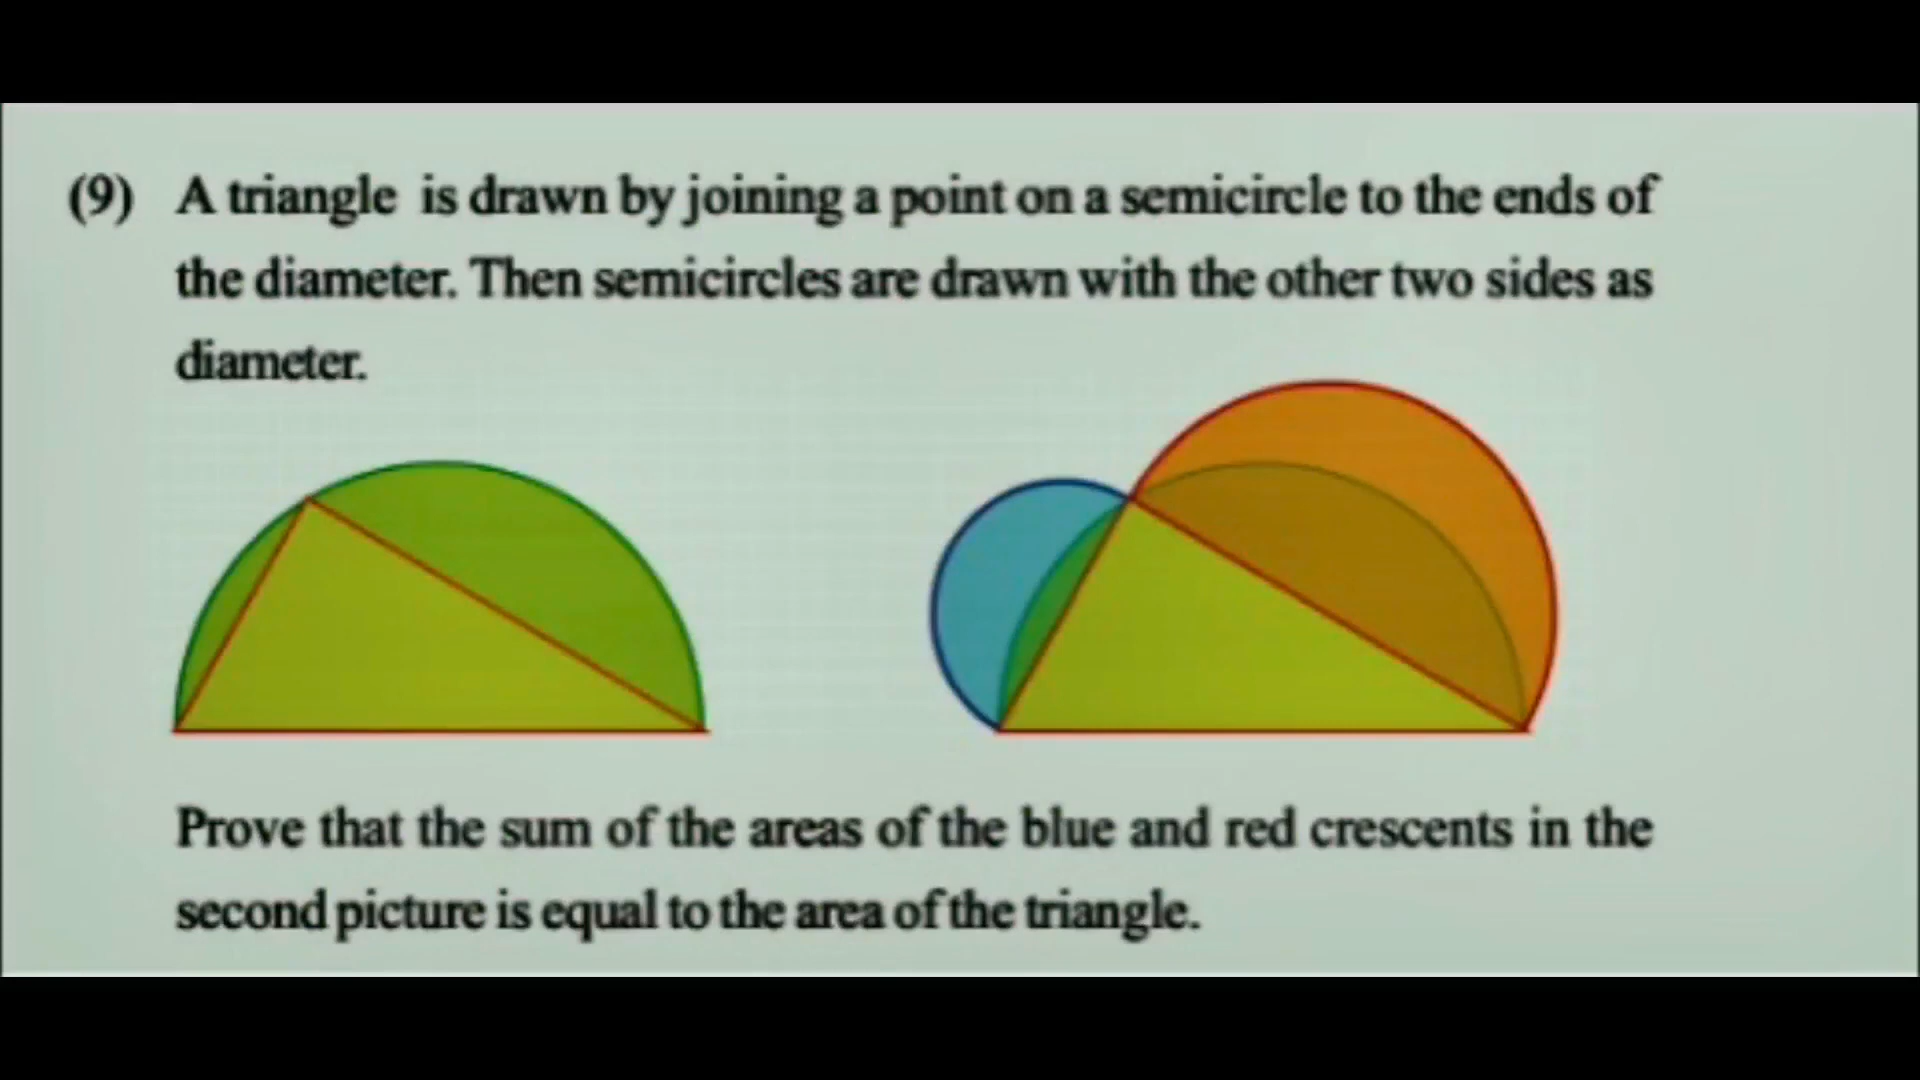 (9) A triangle is drawn by joining a point on a semicircle to the ends of
the diameter. Then semicircles are drawn with the other two sides as
diameter.
Prove that the sum of the areas of the blue and red crescents in the
second picture is equal to the area of the triangle.